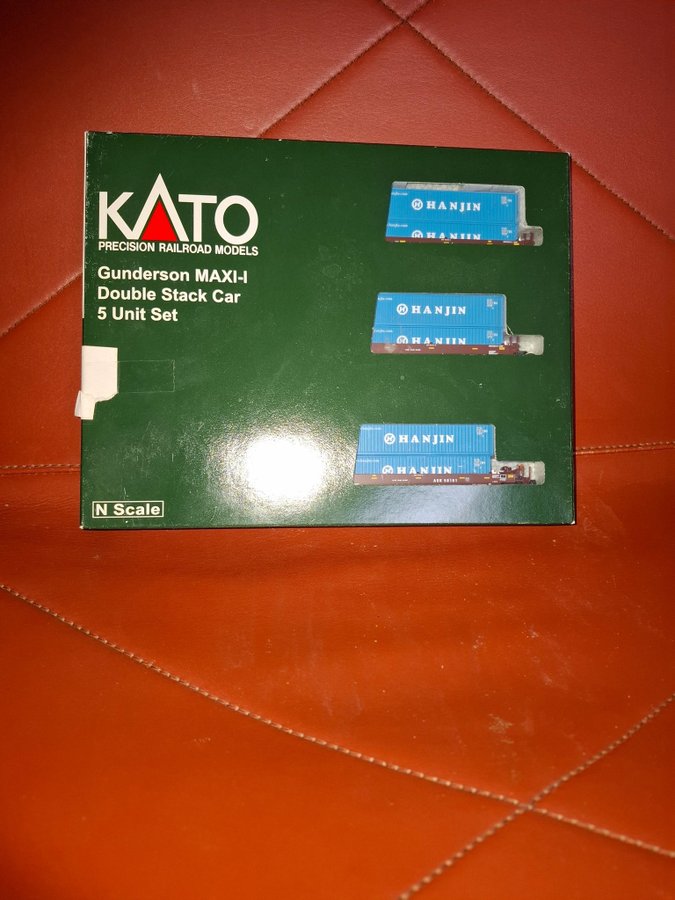 KATO
PRECISION RAILROAD MODELS
Gunderson MAXI-I
Double Stack Car
5 Unit Set
N Scale
HANJIN
HANJIN
HANJIN
HANJIN
HANJIN
HANJIN